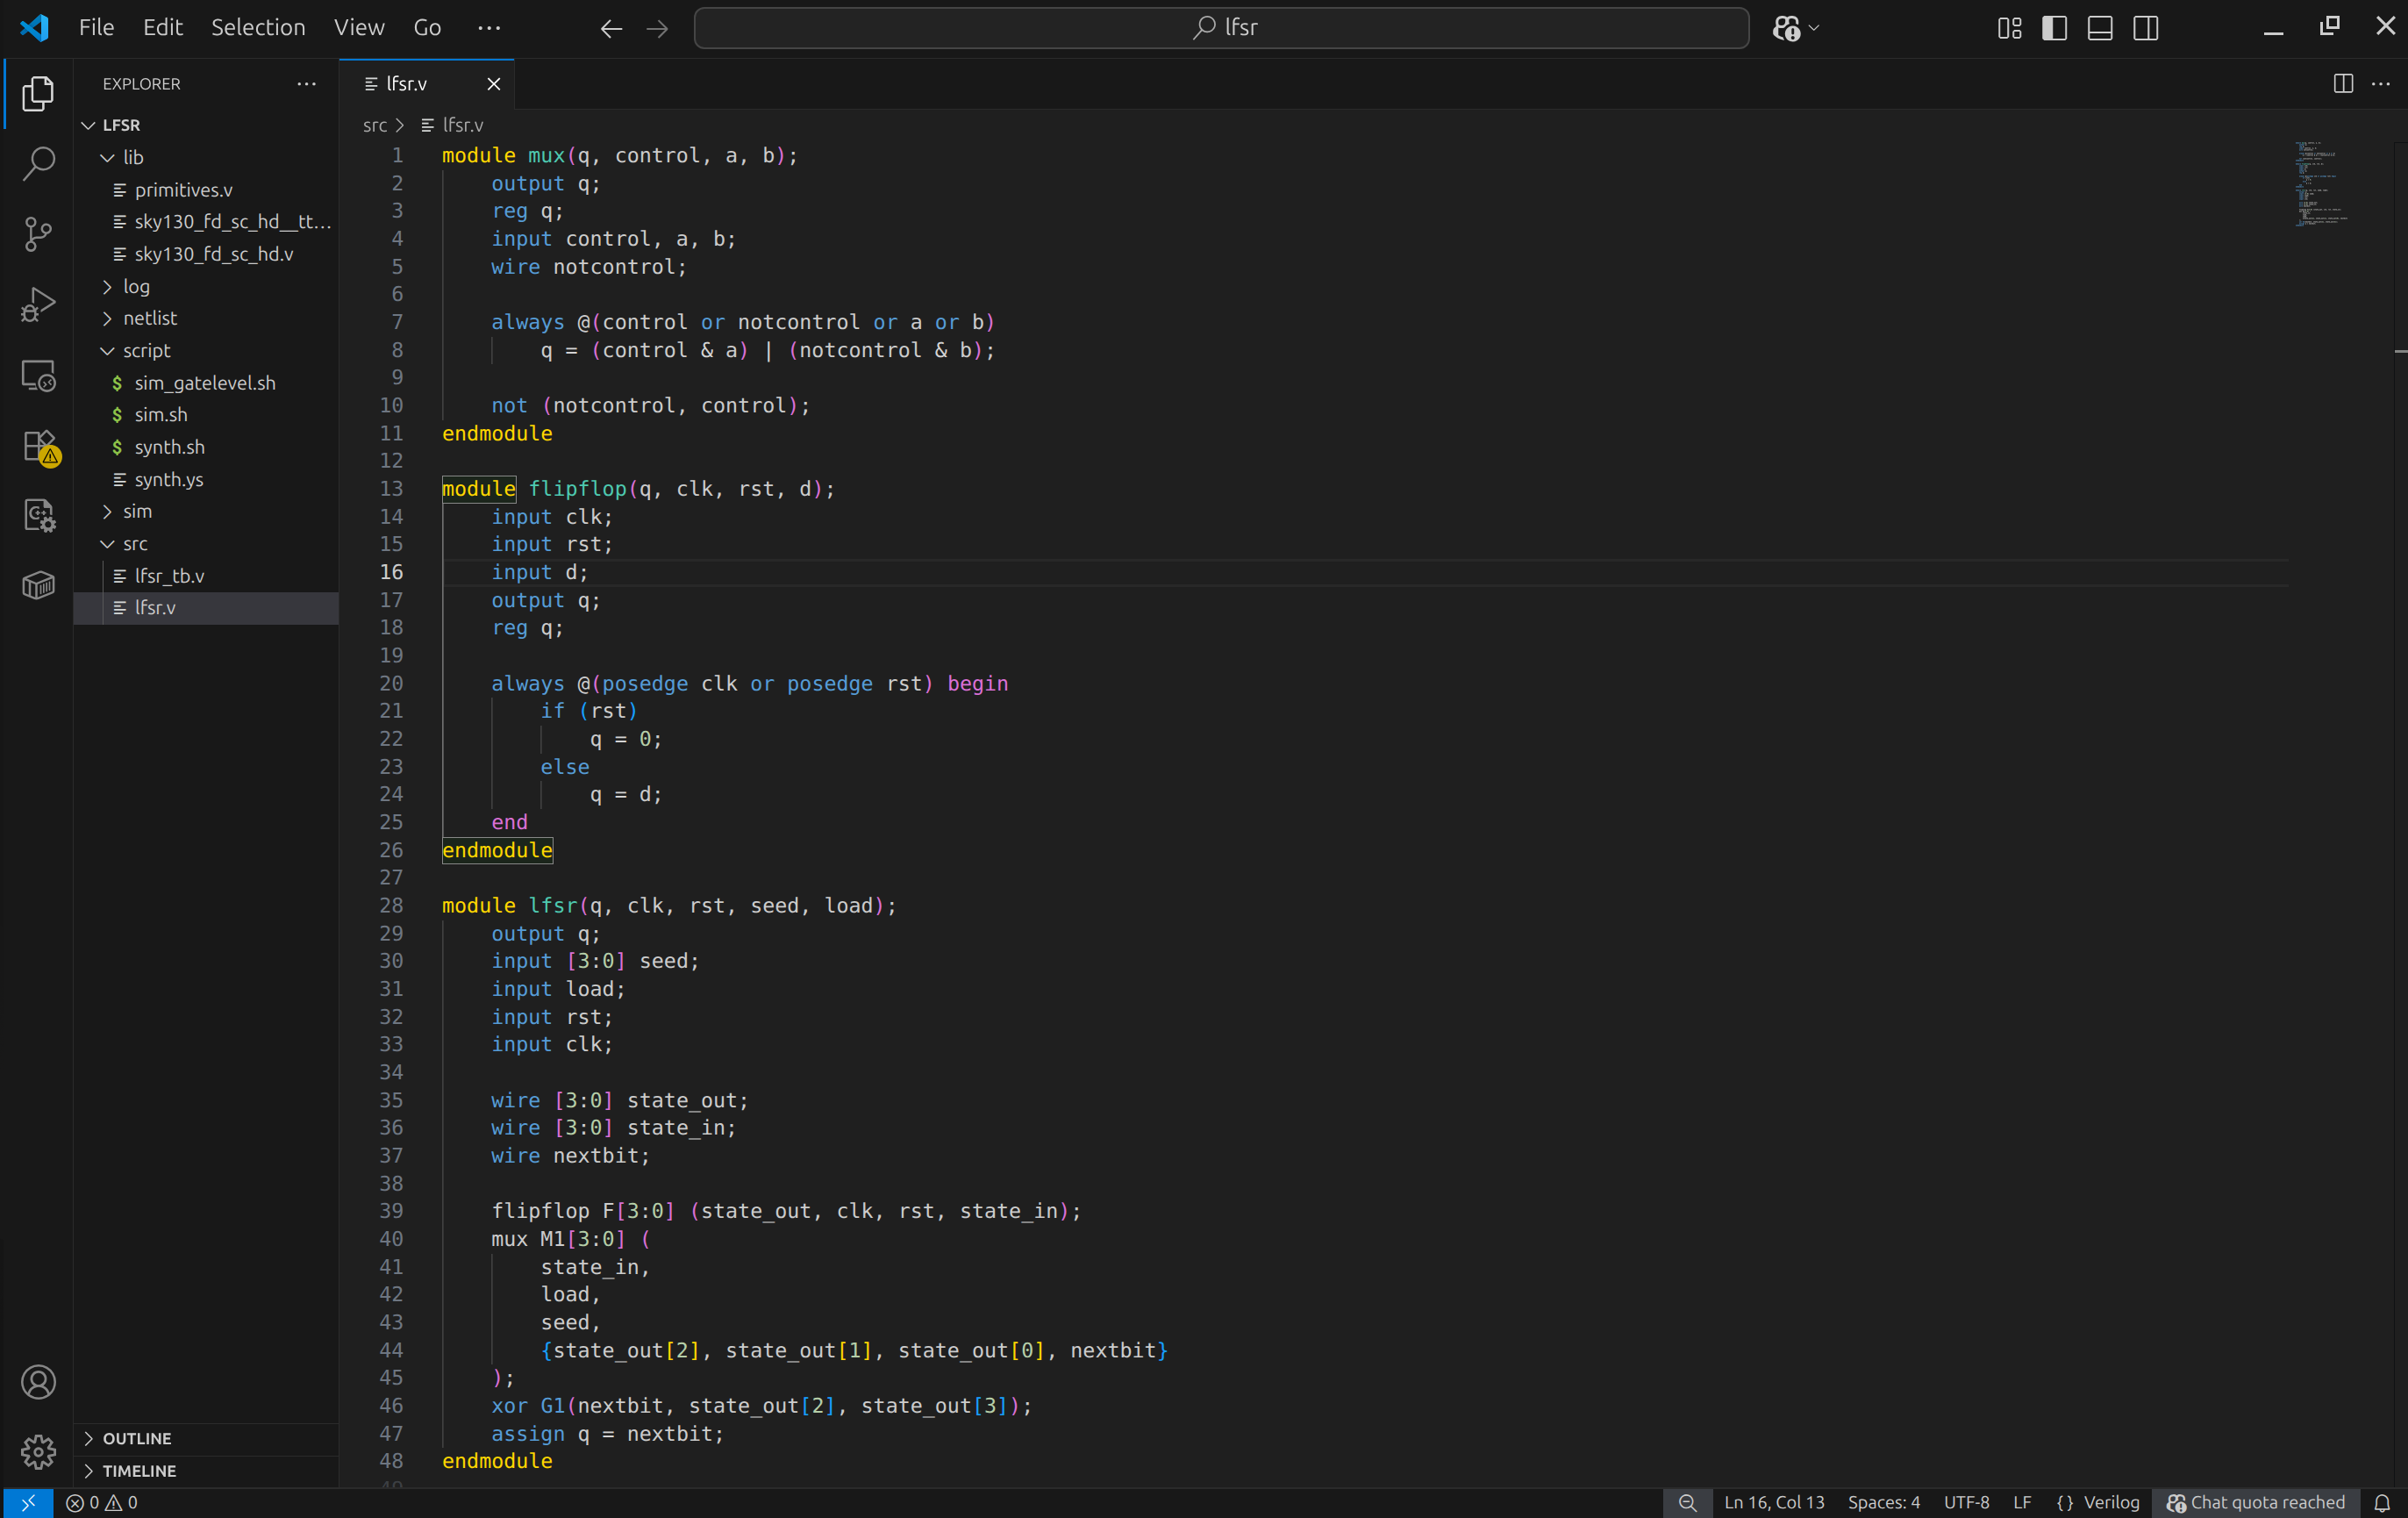 File Edit Selection View Go ··· lfsr
EXPLORER ···
LFSR
lib
primitives.v
sky130_fd_sc_hd__tt...
sky130_fd_sc_hd.v
log
netlist
script
$ sim_gatelevel.sh
$ sim.sh
$ synth.sh
synth.ys
sim
src
lfsr_tb.v
lfsr.v
OUTLINE
TIMELINE
lfsr.v
src > lfsr.v
1 module mux(q, control, a, b);
2 output q;
3 reg q;
4 input control, a, b;
5 wire notcontrol;
6
7 always @(control or notcontrol or a or b)
8 q = (control & a) | (notcontrol & b);
9
10 not (notcontrol, control);
11 endmodule
12
13 module flipflop(q, clk, rst, d);
14 input clk;
15 input rst;
16 input d;
17 output q;
18 reg q;
19
20 always @(posedge clk or posedge rst) begin
21 if (rst)
22 q = 0;
23 else
24 q = d;
25 end
26 endmodule
27
28 module lfsr(q, clk, rst, seed, load);
29 output q;
30 input [3:0] seed;
31 input load;
32 input rst;
33 input clk;
34
35 wire [3:0] state_out;
36 wire [3:0] state_in;
37 wire nextbit;
38
39 flipflop F[3:0] (state_out, clk, rst, state_in);
40 mux M1[3:0] (
41 state_in,
42 load,
43 seed,
44 {state_out[2], state_out[1], state_out[0], nextbit}
45 );
46 xor G1(nextbit, state_out[2], state_out[3]);
47 assign q = nextbit;
48 endmodule
49
0 0 Ln 16, Col 13 Spaces: 4 UTF-8 LF {} Verilog Chat quota reached